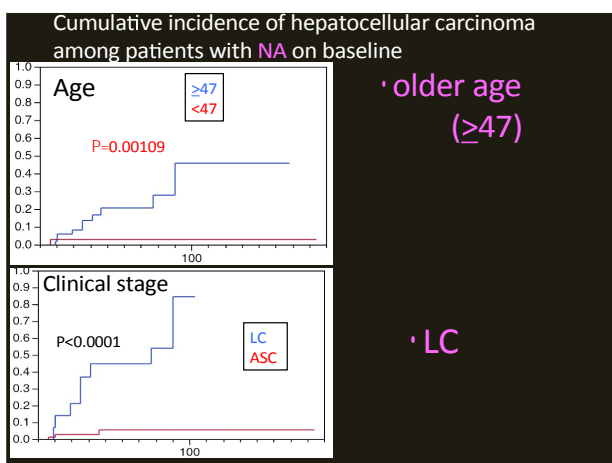 Cumulative incidence of hepatocellular carcinoma
among patients with NA on baseline
1.0
0.9
0.8
0.7
0.6
0.5
0.4
0.3
0.2
0.1
0.0
Age
≥47
<47
P=0.00109
100
• older age
(≥47)
1.0
0.9
0.8
0.7
0.6
0.5
0.4
0.3
0.2
0.1
0.0
Clinical stage
P<0.0001
LC
ASC
100
• LC